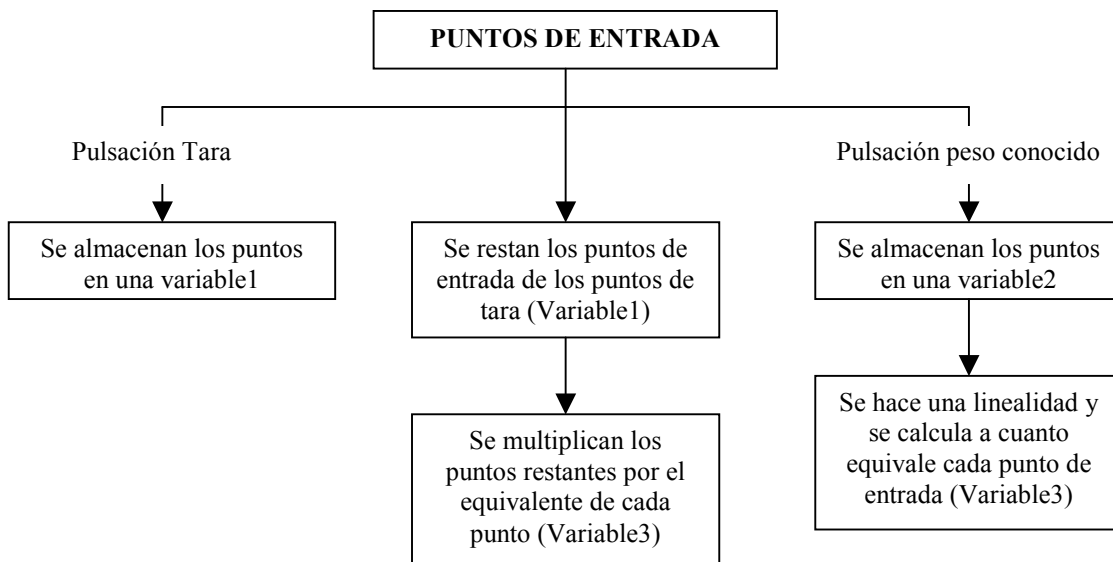 PUNTOS DE ENTRADA
Pulsación Tara
Pulsación peso conocido
Se almacenan los puntos
en una variable1
Se restan los puntos de
entrada de los puntos de
tara (Variable1)
Se almacenan los puntos
en una variable2
Se multiplican los
puntos restantes por el
equivalente de cada
punto (Variable3)
Se hace una linealidad y
se calcula a cuanto
equivale cada punto de
entrada (Variable3)